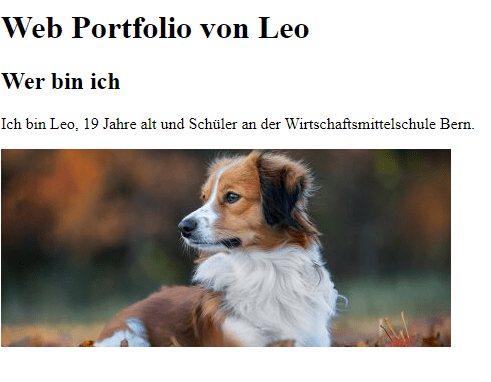 Web Portfolio von Leo
Wer bin ich
Ich bin Leo, 19 Jahre alt und Schüler an der Wirtschaftsmittelschule Bern.